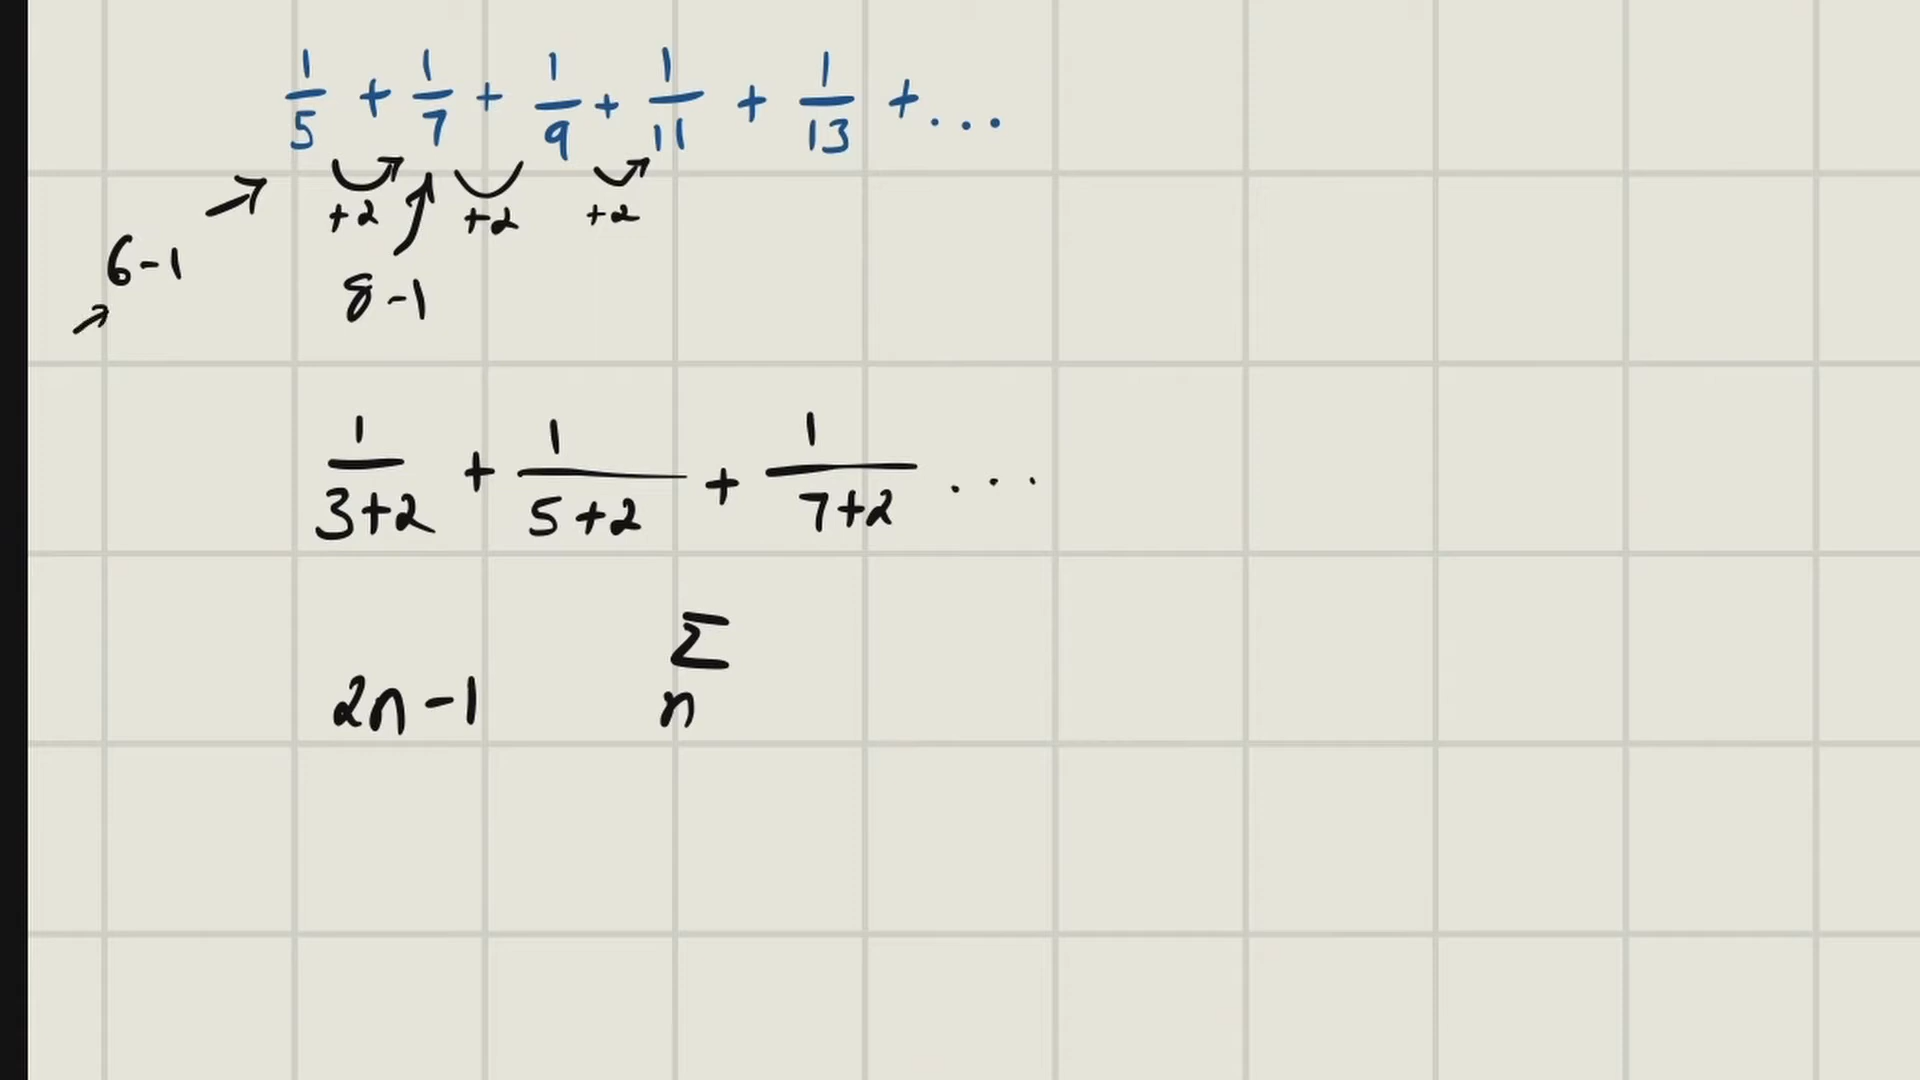 1/5 + 1/7 + 1/9 + 1/11 + 1/13 + ...
+2 +2 +2
6-1
8-1
1/(3+2) + 1/(5+2) + 1/(7+2) ...
Σ
2n-1 n